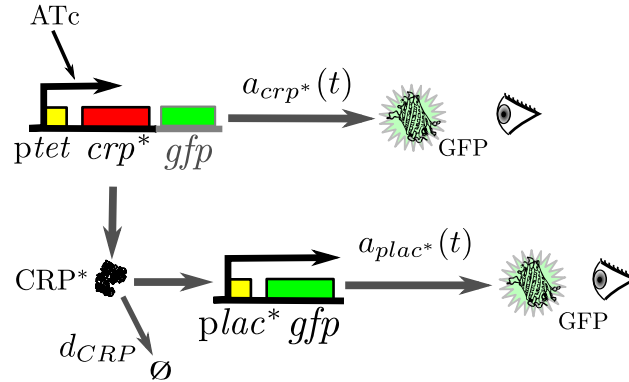 ATc
a_{crp*}(t)
GFP
ptet crp* gfp
a_{plac*}(t)
CRP*
GFP
plac* gfp
d_{CRP}
ø